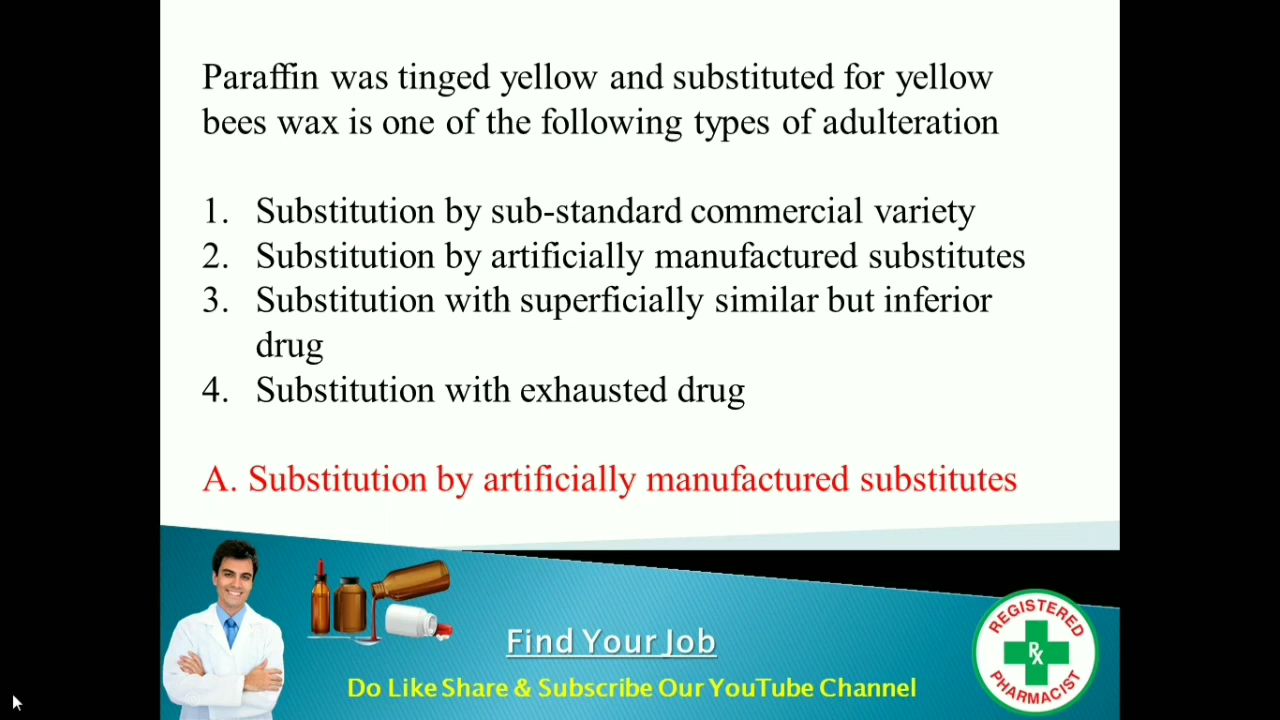 Paraffin was tinged yellow and substituted for yellow
bees wax is one of the following types of adulteration
1. Substitution by sub-standard commercial variety
2. Substitution by artificially manufactured substitutes
3. Substitution with superficially similar but inferior
drug
4. Substitution with exhausted drug
A. Substitution by artificially manufactured substitutes
REGISTERED
Rx
PHARMACIST
Find Your Job
Do Like Share & Subscribe Our YouTube Channel